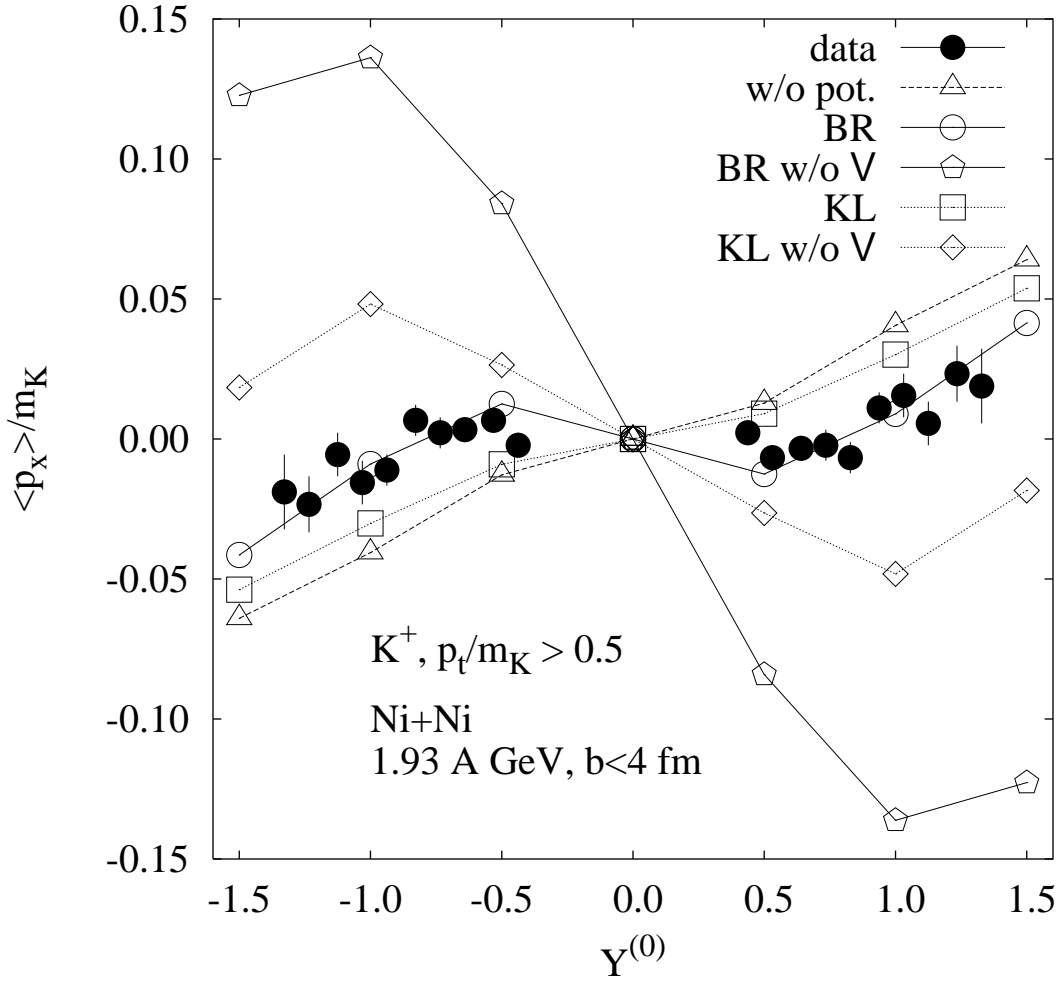 0.15
0.10
0.05
0.00
-0.05
-0.10
-0.15
<p_x>/m_K
data
w/o pot.
BR
BR w/o V
KL
KL w/o V
K^+, p_t/m_K > 0.5
Ni+Ni
1.93 A GeV, b<4 fm
-1.5 -1.0 -0.5 0.0 0.5 1.0 1.5
Y^(0)